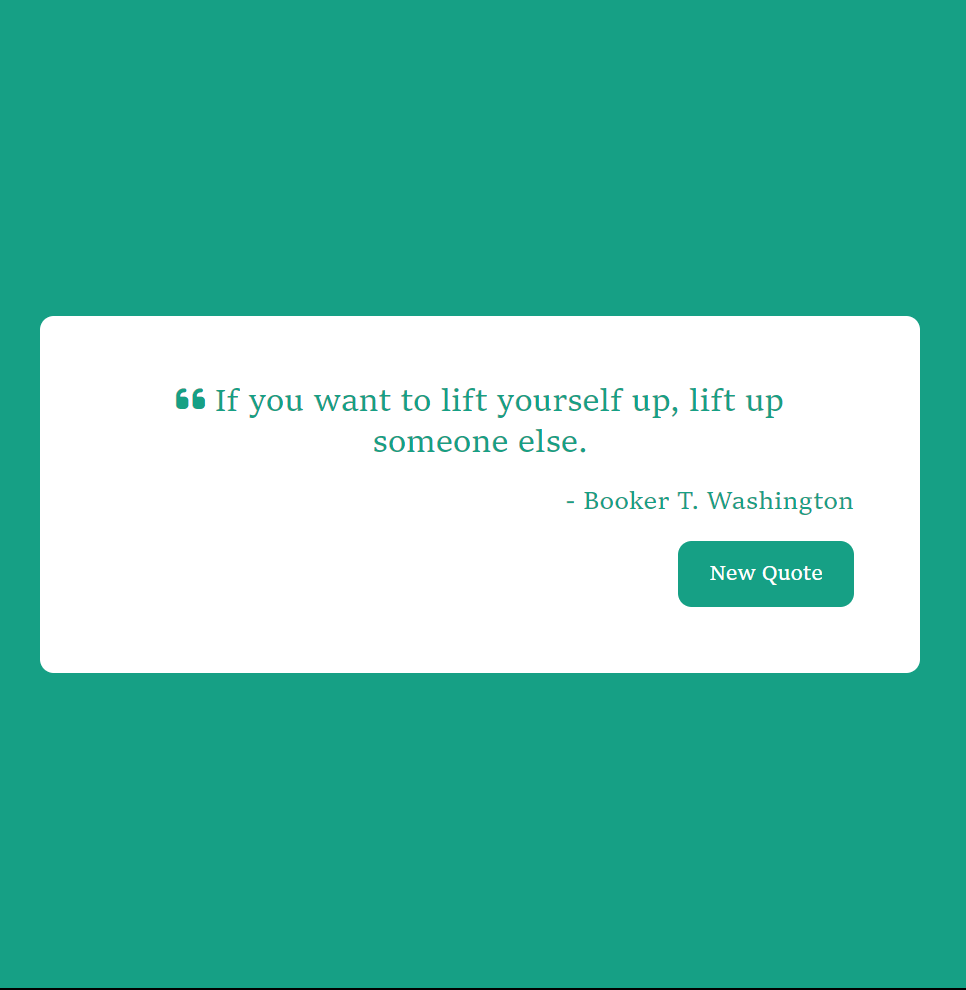 “ If you want to lift yourself up, lift up
someone else.
- Booker T. Washington
New Quote